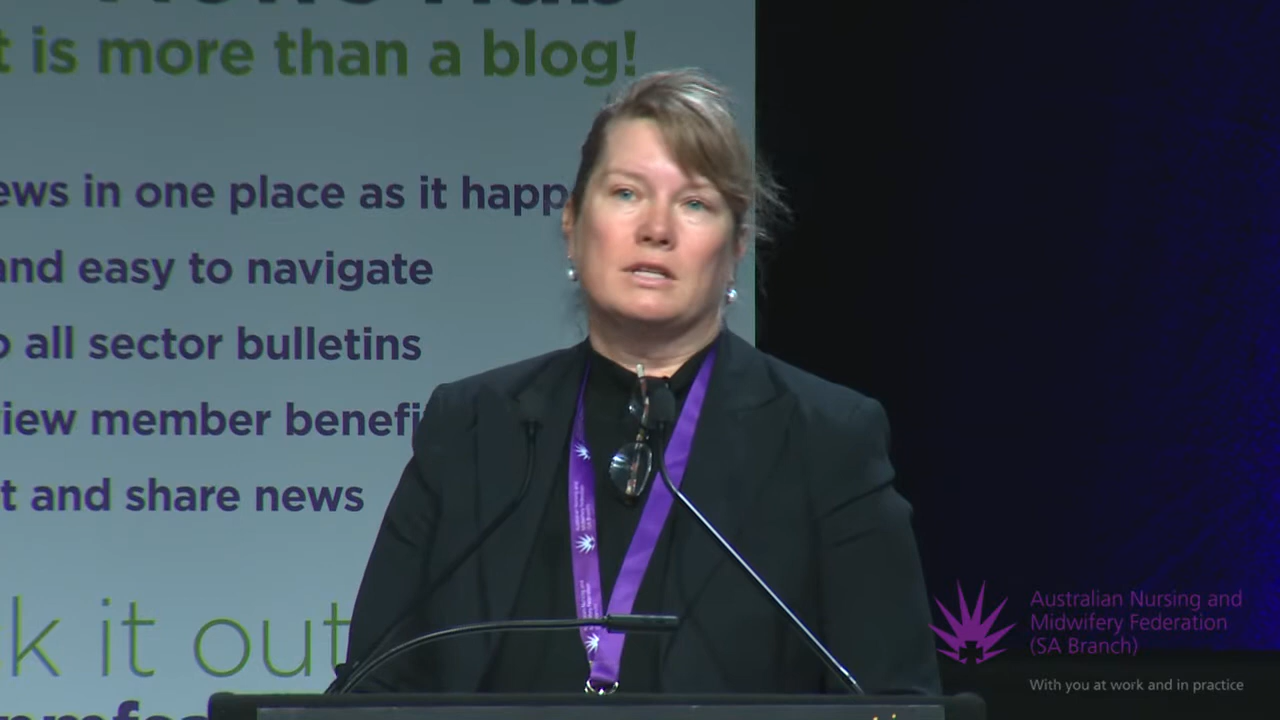 t is more than a blog!
ews in one place as it happ
and easy to navigate
o all sector bulletins
view member benefi
t and share news
k it out
Australian Nursing and
Midwifery Federation
(SA Branch)
With you at work and in practice